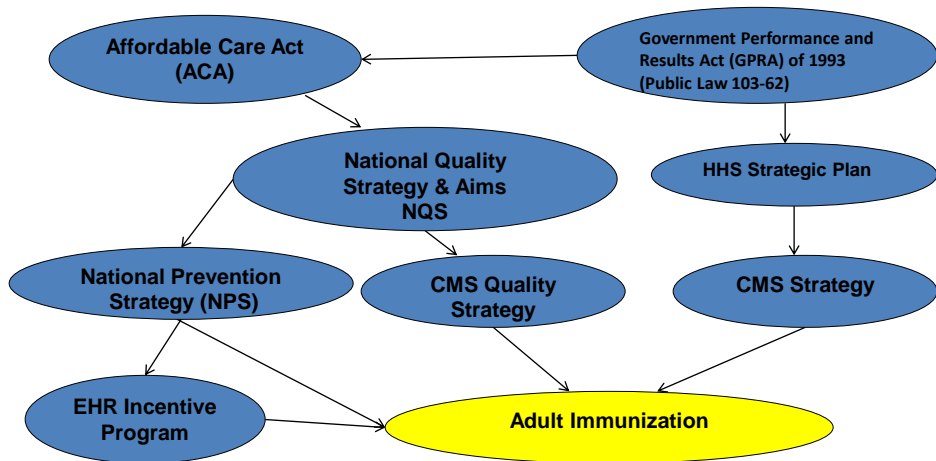 Affordable Care Act
(ACA)
Government Performance and
Results Act (GPRA) of 1993
(Public Law 103-62)
National Quality
Strategy & Aims
NQS
HHS Strategic Plan
National Prevention
Strategy (NPS)
CMS Quality
Strategy
CMS Strategy
EHR Incentive
Program
Adult Immunization